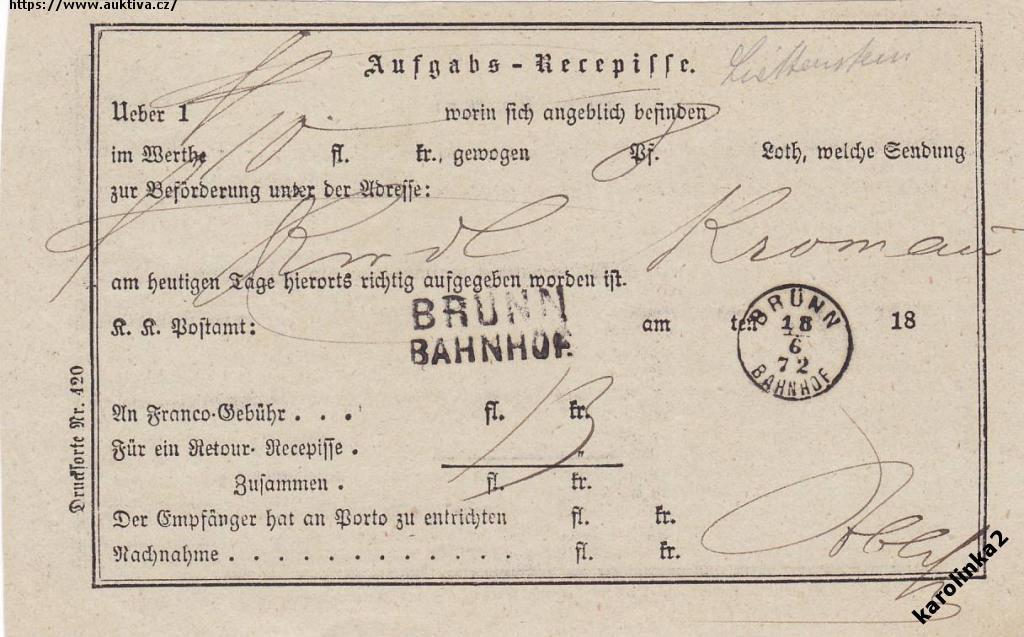 https://www.auktiva.cz/
Aufgabs-Recepisse.
Ueber 1 worin sich angeblich befinden
im Werthe fl. kr., gewogen Pf. Loth, welche Sendung
zur Beförderung unter der Adresse:
Kromau
am heutigen Tage hierorts richtig aufgegeben worden ist.
BRÜNN
BAHNHOF
K. K. Postamt: am ten 18
BRÜNN
18
6
72
BAHNHOF
An Franco-Gebühr . . . fl. kr.
13
Für ein Retour-Recepisse . "
Zusammen . fl. kr.
Der Empfänger hat an Porto zu entrichten fl. kr.
Nachnahme . . . . . . . . . . . . fl. kr.
Drucksorte Nr. 420
karolinka2